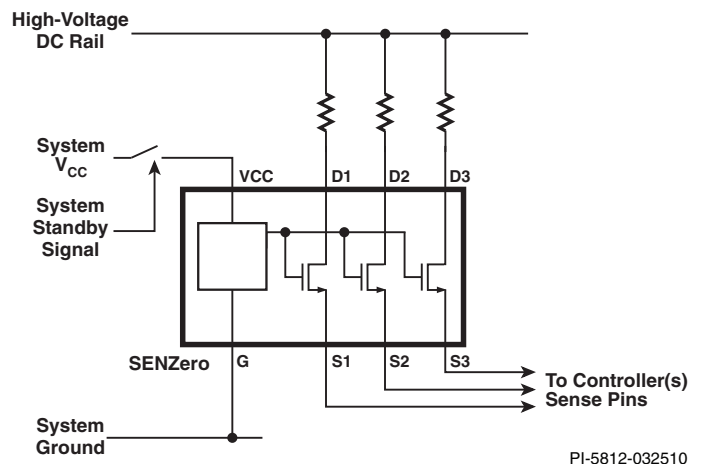 High-Voltage
DC Rail
System
VCC
System
Standby
Signal
VCC
D1
D2
D3
SENZero
G
S1
S2
S3
To Controller(s)
Sense Pins
System
Ground
PI-5812-032510